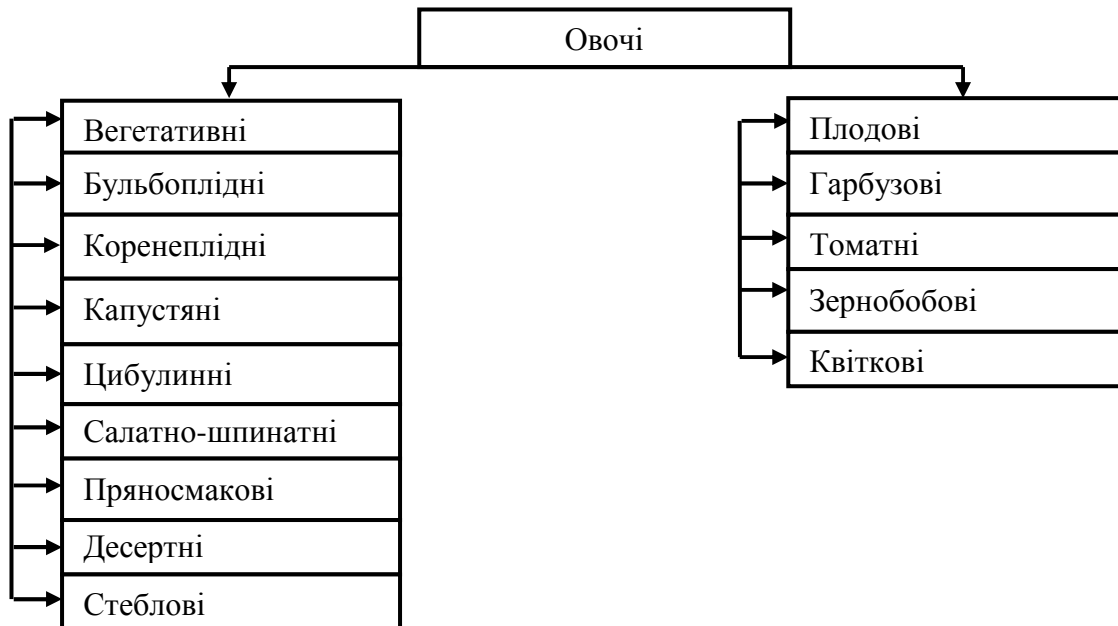 Овочі
Вегетативні
Бульбоплідні
Коренеплідні
Капустяні
Цибулинні
Салатно-шпинатні
Пряносмакові
Десертні
Стеблові
Плодові
Гарбузові
Томатні
Зернобобові
Квіткові